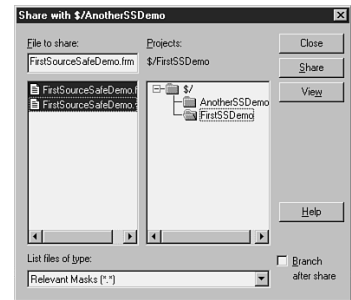 Share with $/AnotherSSDemo
File to share:
Projects:
Close
FirstSourceSafeDemo.frm
$/FirstSSDemo
Share
FirstSourceSafeDemo.f
$/
View
FirstSourceSafeDemo.
AnotherSSDemo
FirstSSDemo
Help
List files of type:
Branch
after share
Relevant Masks (*.*)